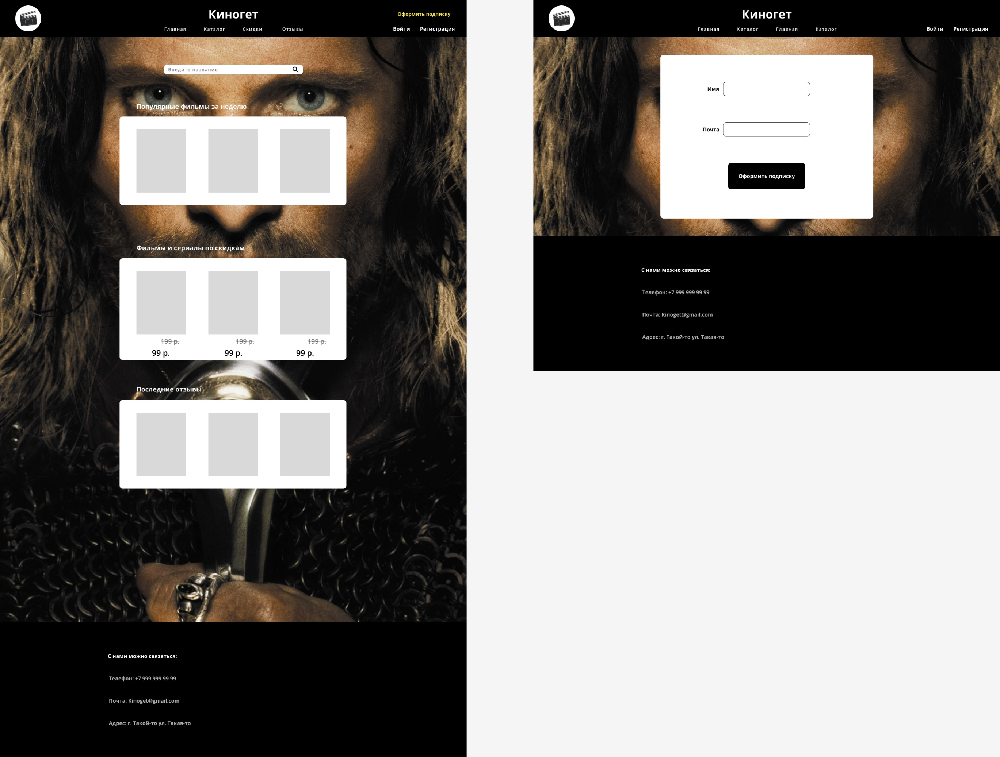 Киногет
Оформить подписку
Главная Каталог Скидки Отзывы
Войти Регистрация
Введите название
Популярные фильмы за неделю
Фильмы и сериалы по скидкам
199 р. 199 р. 199 р.
99 р. 99 р. 99 р.
Последние отзывы
С нами можно связаться:
Телефон: +7 999 999 99 99
Почта: Kinoget@gmail.com
Адрес: г. Такой-то ул. Такая-то
Киногет
Главная Каталог Главная Каталог
Войти Регистрация
Имя
Почта
Оформить подписку
С нами можно связаться:
Телефон: +7 999 999 99 99
Почта: Kinoget@gmail.com
Адрес: г. Такой-то ул. Такая-то